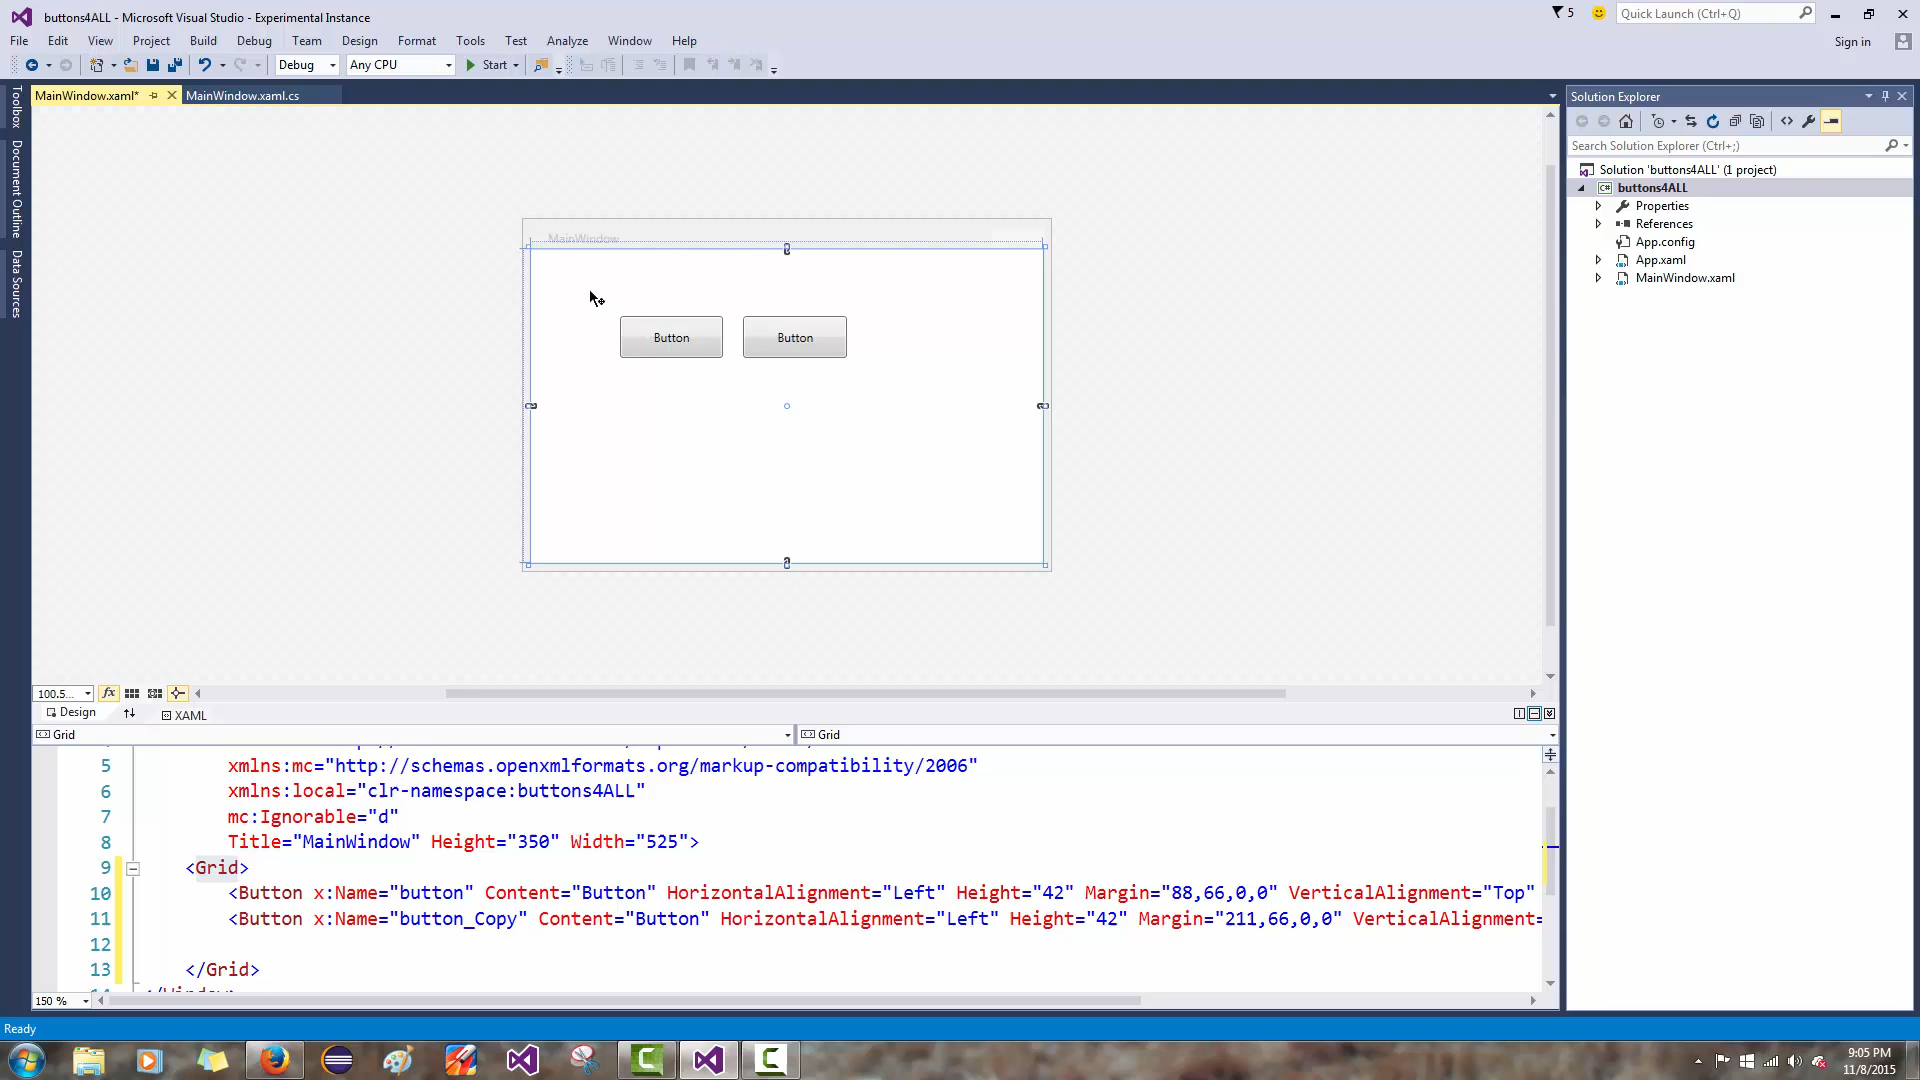 buttons4ALL - Microsoft Visual Studio - Experimental Instance
5
Quick Launch (Ctrl+Q)
File Edit View Project Build Debug Team Format Design Tools Test Analyze Window Help
Sign in
Debug
Any CPU
Start
MainWindow.xaml*
MainWindow.xaml.cs
Toolbox
Document Outline
Data Sources
MainWindow
Button
Button
100.5...
fx
Design
XAML
Grid
Grid
5 xmlns:mc="http://schemas.openxmlformats.org/markup-compatibility/2006"
6 xmlns:local="clr-namespace:buttons4ALL"
7 mc:Ignorable="d"
8 Title="MainWindow" Height="350" Width="525">
9 <Grid>
10 <Button x:Name="button" Content="Button" HorizontalAlignment="Left" Height="42" Margin="88,66,0,0" VerticalAlignment="Top"
11 <Button x:Name="button_Copy" Content="Button" HorizontalAlignment="Left" Height="42" Margin="211,66,0,0" VerticalAlignment=
12
13 </Grid>
150 %
Ready
Solution Explorer
Search Solution Explorer (Ctrl+;)
Solution 'buttons4ALL' (1 project)
C# buttons4ALL
Properties
References
App.config
App.xaml
MainWindow.xaml
9:05 PM
11/8/2015